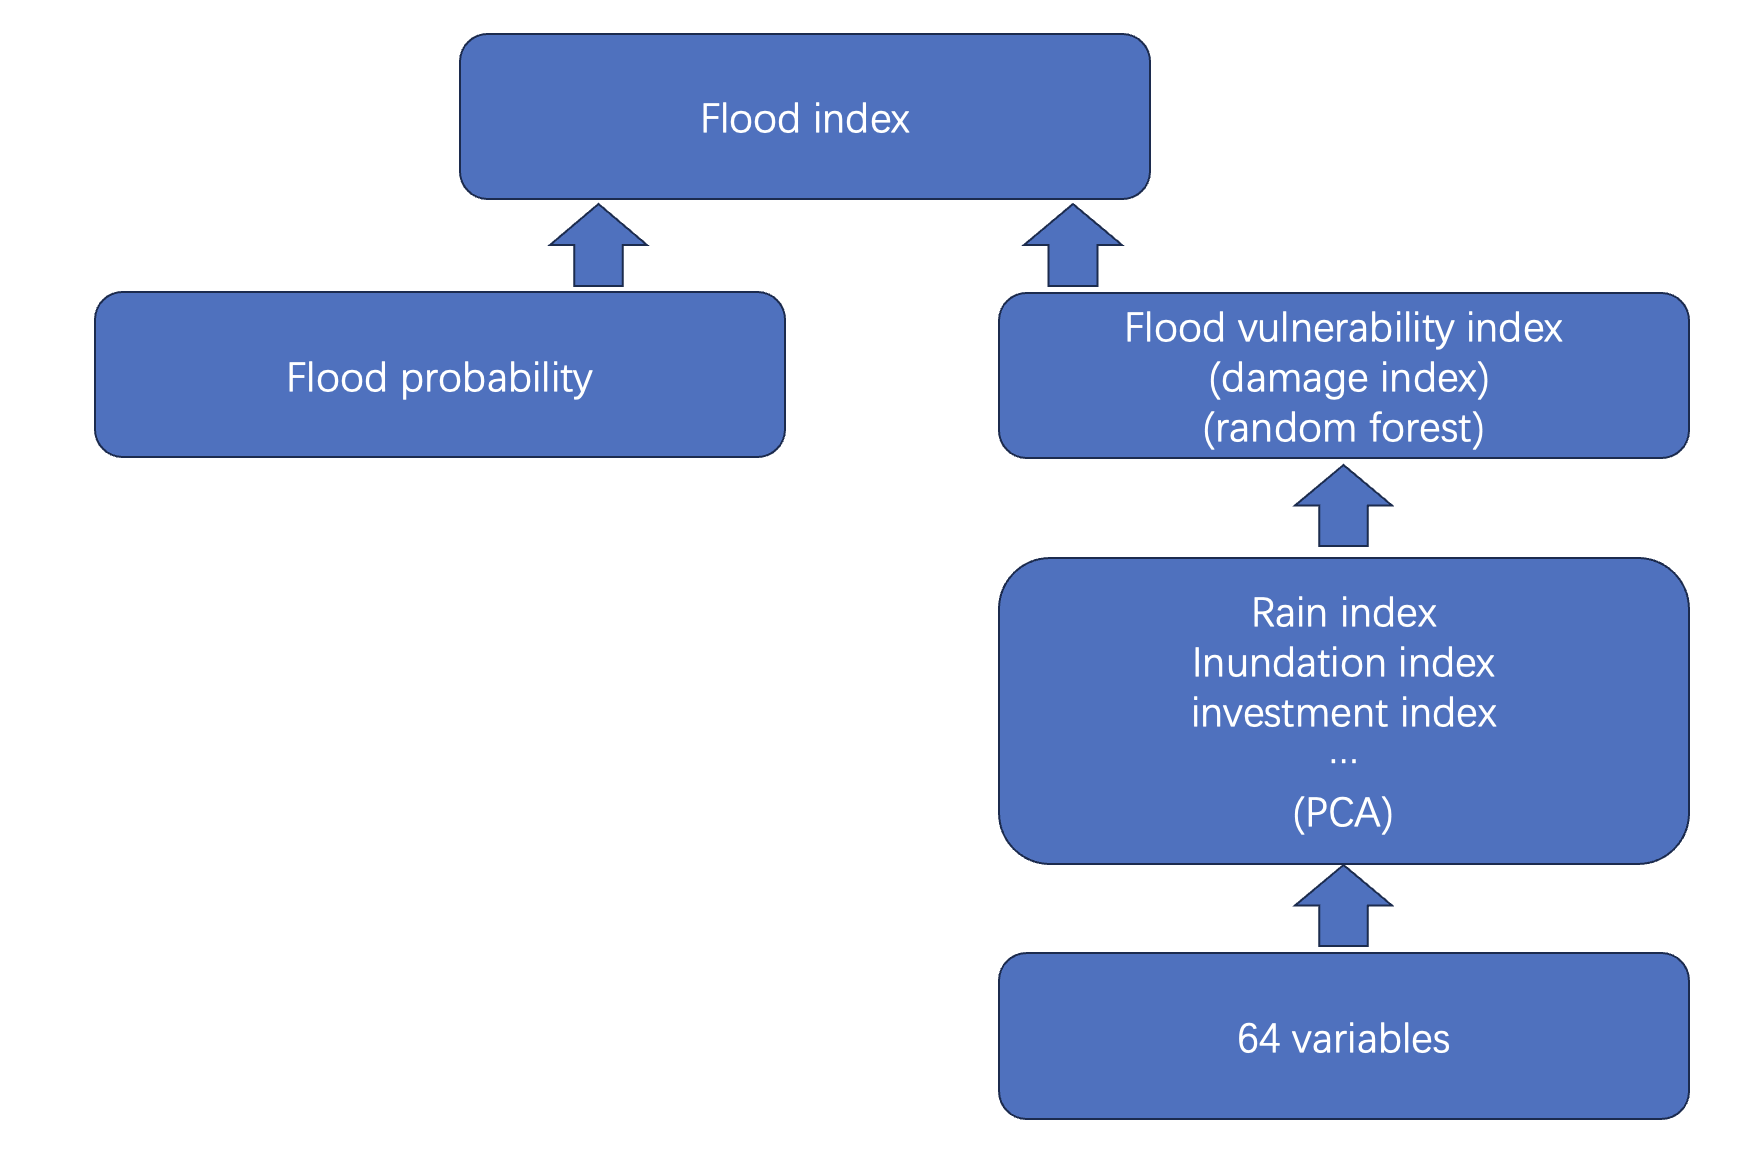 Flood index
Flood probability
Flood vulnerability index
(damage index)
(random forest)
Rain index
Inundation index
investment index
...
(PCA)
64 variables